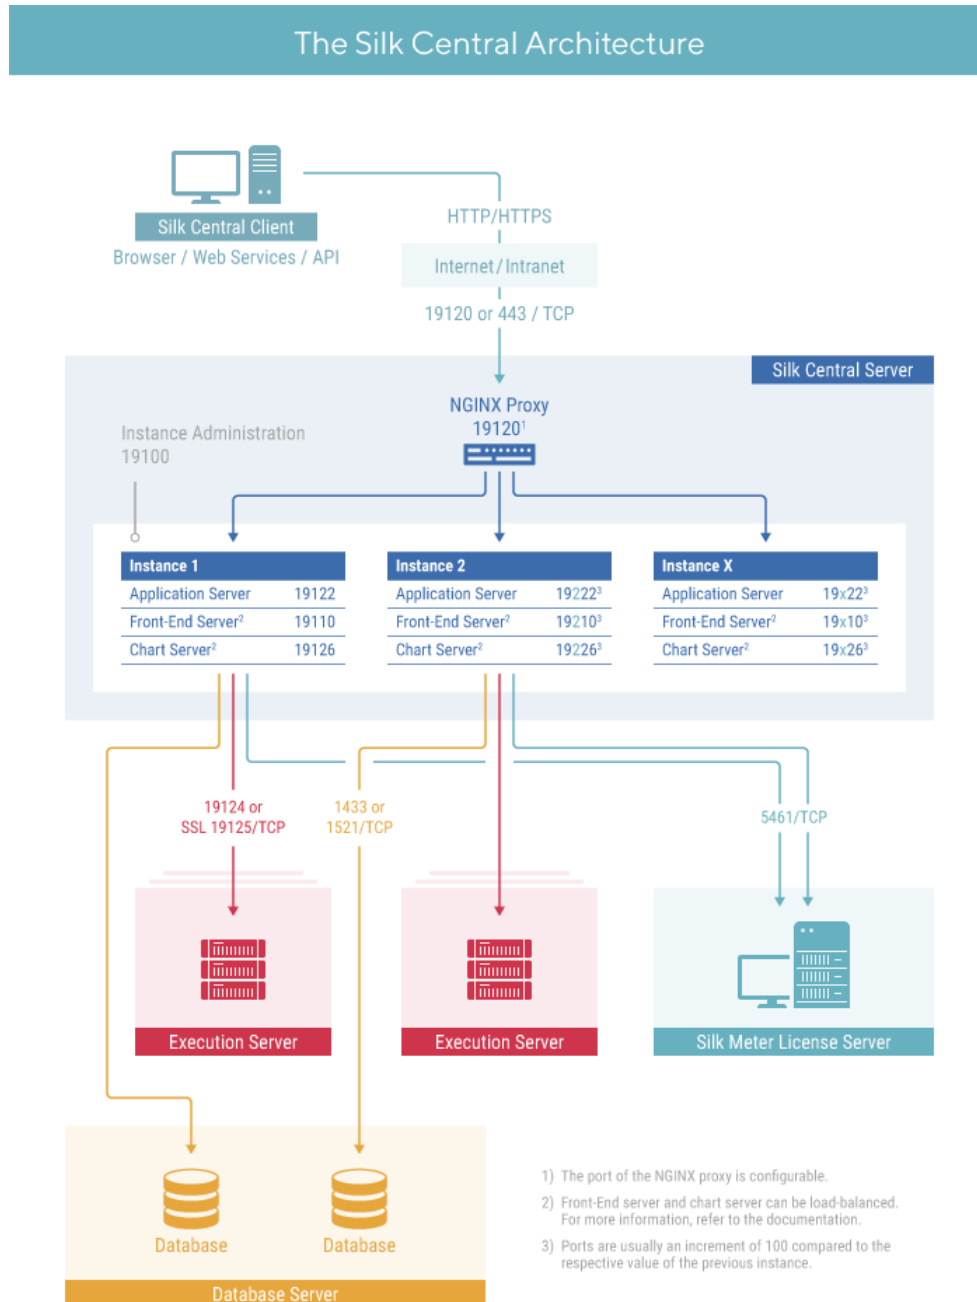 The Silk Central Architecture
Silk Central Client
Browser / Web Services / API
HTTP/HTTPS
Internet/Intranet
19120 or 443 / TCP
Silk Central Server
NGINX Proxy
19120¹
Instance Administration
19100
Instance 1
Application Server 19122
Front-End Server² 19110
Chart Server² 19126
Instance 2
Application Server 19222³
Front-End Server² 19210³
Chart Server² 19226³
Instance X
Application Server 19x22³
Front-End Server² 19x10³
Chart Server² 19x26³
19124 or
SSL 19125/TCP
1433 or
1521/TCP
5461/TCP
Execution Server
Execution Server
Silk Meter License Server
Database
Database
Database Server
1) The port of the NGINX proxy is configurable.
2) Front-End server and chart server can be load-balanced.
For more information, refer to the documentation.
3) Ports are usually an increment of 100 compared to the
respective value of the previous instance.